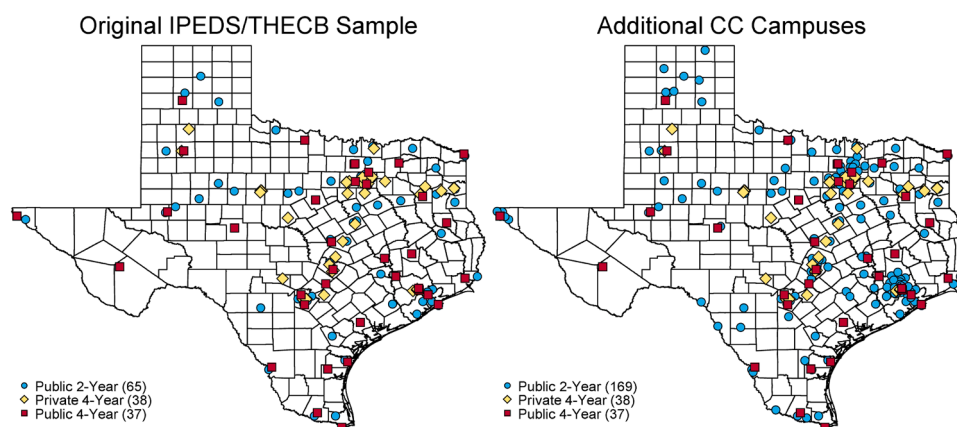 Original IPEDS/THECB Sample
Public 2-Year (65)
Private 4-Year (38)
Public 4-Year (37)
Additional CC Campuses
Public 2-Year (169)
Private 4-Year (38)
Public 4-Year (37)